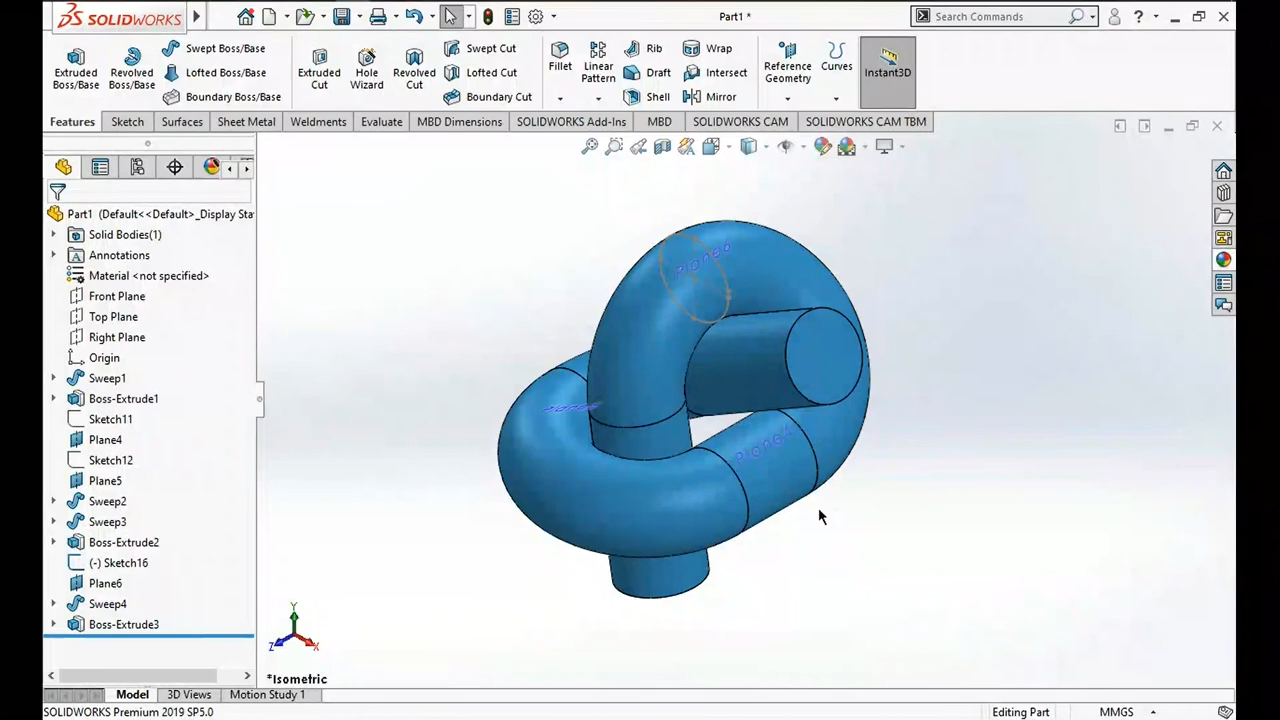 SOLIDWORKS
Part1 *
Search Commands
Extruded Boss/Base
Revolved Boss/Base
Swept Boss/Base
Lofted Boss/Base
Boundary Boss/Base
Extruded Cut
Hole Wizard
Revolved Cut
Swept Cut
Lofted Cut
Boundary Cut
Fillet
Linear Pattern
Rib
Draft
Shell
Wrap
Intersect
Mirror
Reference Geometry
Curves
Instant3D
Features Sketch Surfaces Sheet Metal Weldments Evaluate MBD Dimensions SOLIDWORKS Add-Ins MBD SOLIDWORKS CAM SOLIDWORKS CAM TBM
Part1 (Default<<Default>_Display Sta
Solid Bodies(1)
Annotations
Material <not specified>
Front Plane
Top Plane
Right Plane
Origin
Sweep1
Boss-Extrude1
Sketch11
Plane4
Sketch12
Plane5
Sweep2
Sweep3
Boss-Extrude2
(-) Sketch16
Plane6
Sweep4
Boss-Extrude3
Plane6
Y
Z
X
*Isometric
Model 3D Views Motion Study 1
SOLIDWORKS Premium 2019 SP5.0
Editing Part
MMGS